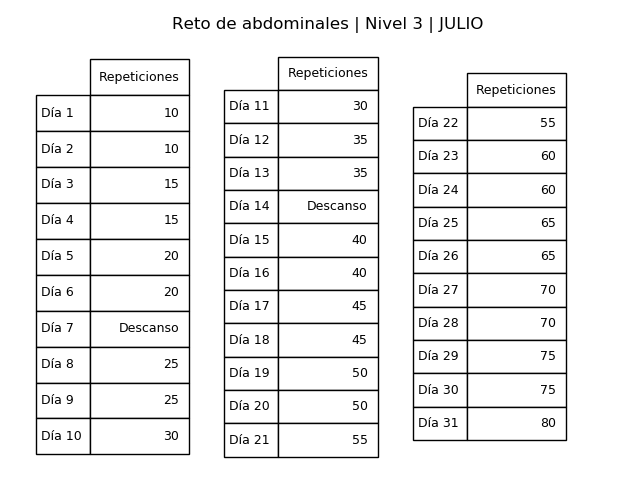 Reto de abdominales | Nivel 3 | JULIO
Repeticiones
Día 1 10
Día 2 10
Día 3 15
Día 4 15
Día 5 20
Día 6 20
Día 7 Descanso
Día 8 25
Día 9 25
Día 10 30
Repeticiones
Día 11 30
Día 12 35
Día 13 35
Día 14 Descanso
Día 15 40
Día 16 40
Día 17 45
Día 18 45
Día 19 50
Día 20 50
Día 21 55
Repeticiones
Día 22 55
Día 23 60
Día 24 60
Día 25 65
Día 26 65
Día 27 70
Día 28 70
Día 29 75
Día 30 75
Día 31 80